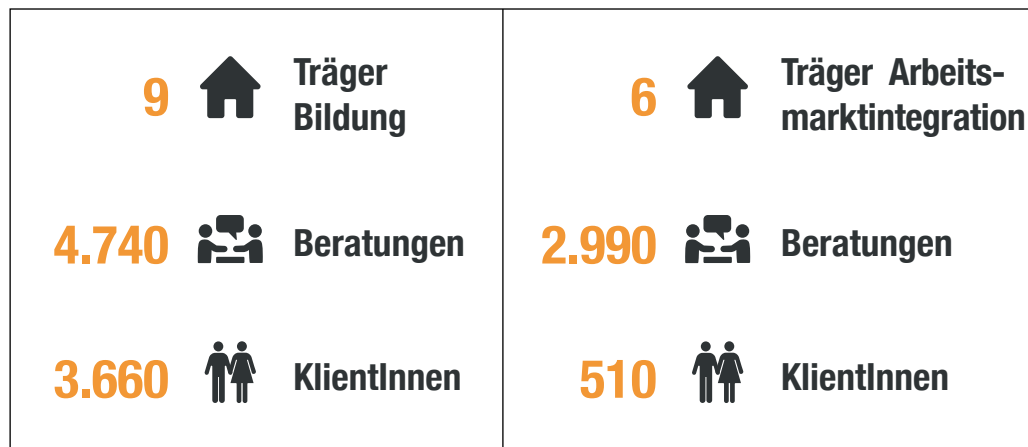 9 Träger
Bildung
4.740 Beratungen
3.660 KlientInnen
6 Träger Arbeits-
marktintegration
2.990 Beratungen
510 KlientInnen